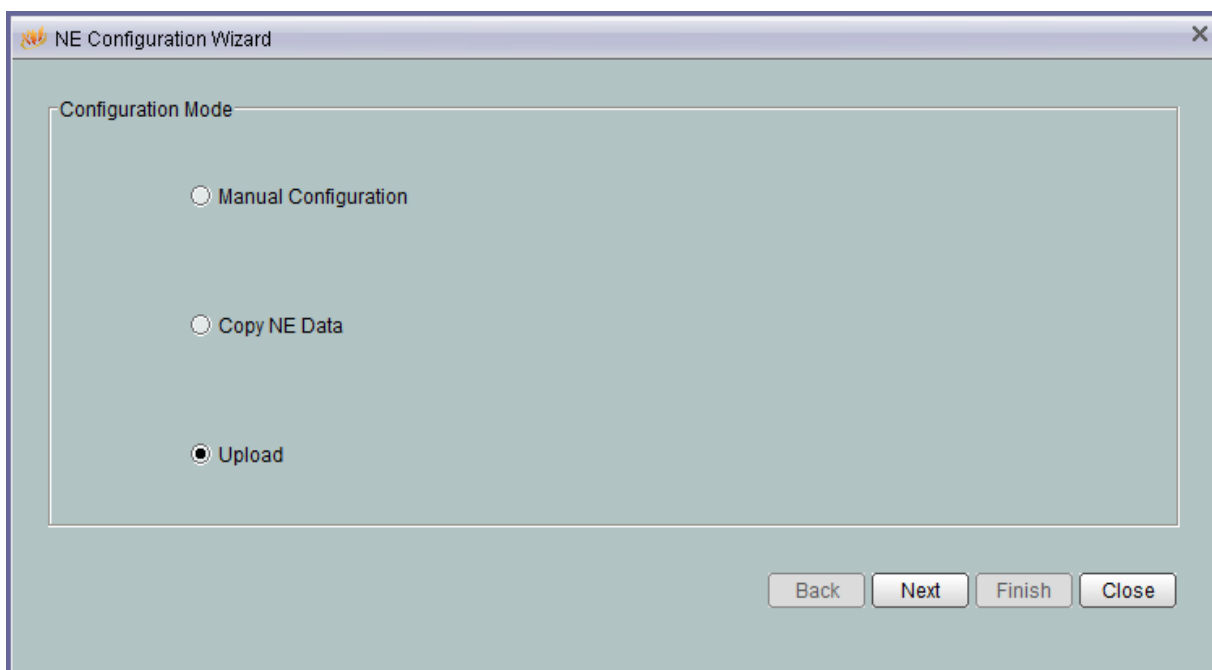 NE Configuration Wizard
Configuration Mode
Manual Configuration
Copy NE Data
Upload
Back Next Finish Close